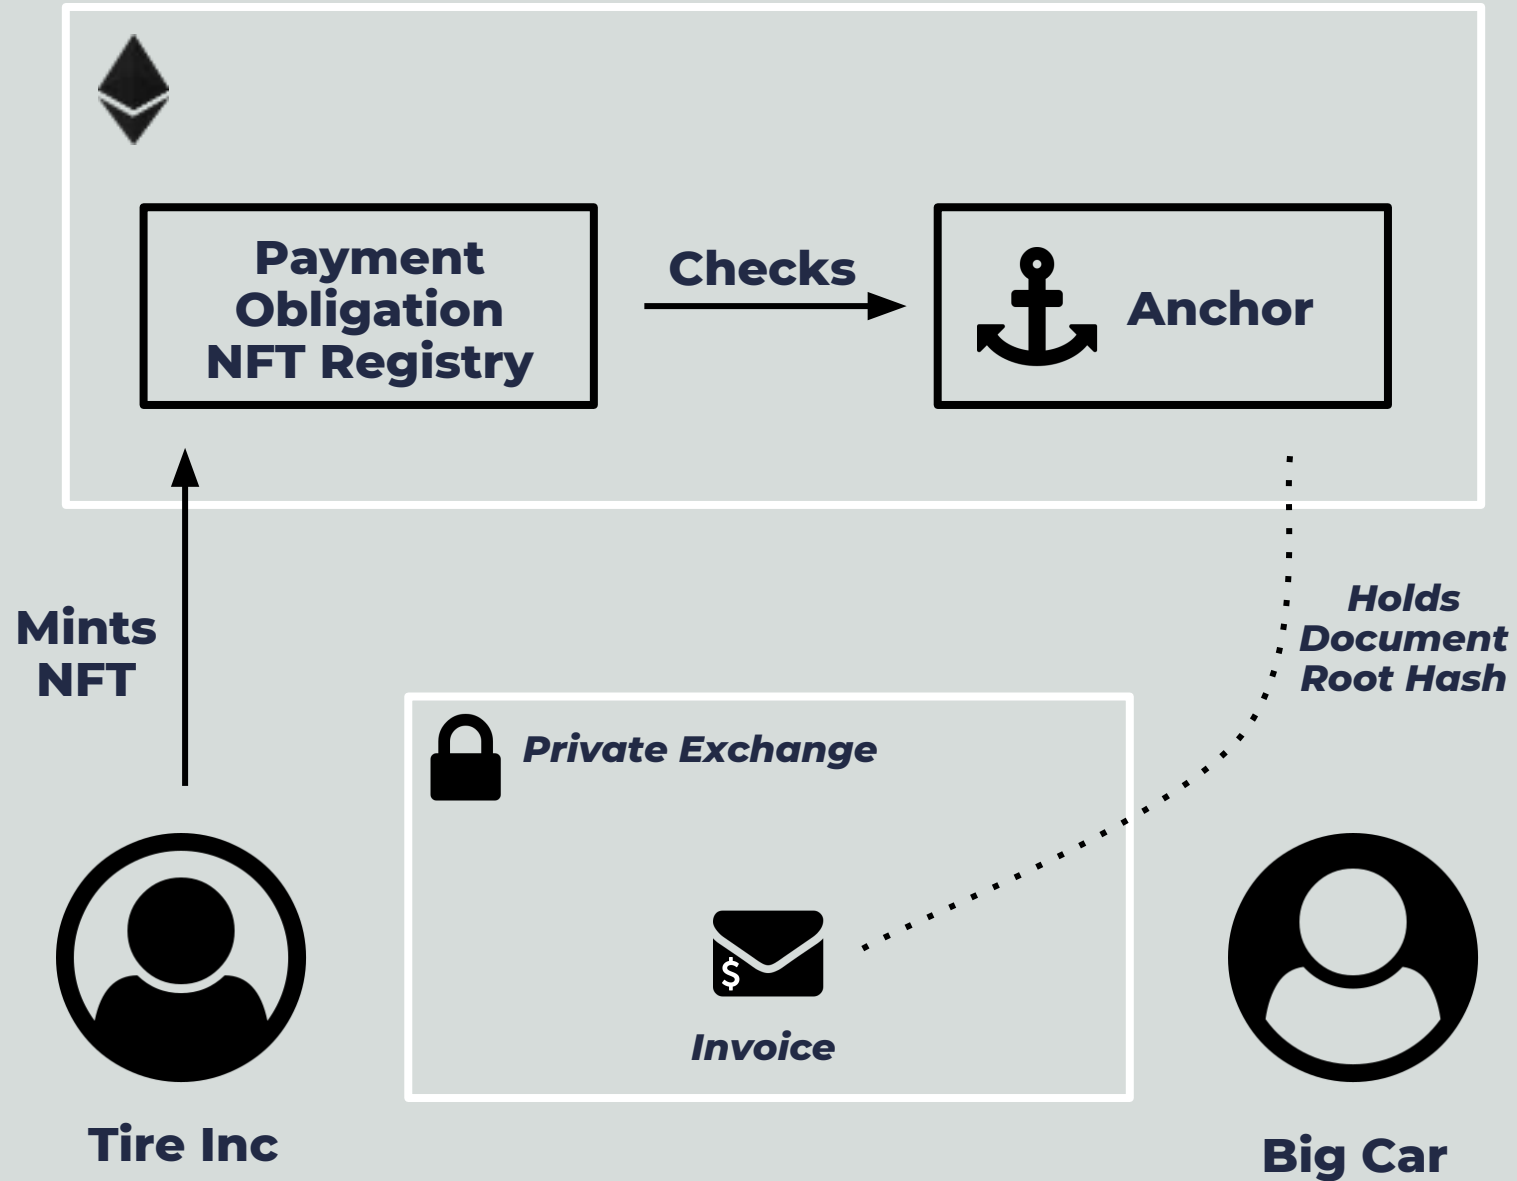 Payment
Obligation
NFT Registry
Checks
Anchor
Mints
NFT
Holds
Document
Root Hash
Private Exchange
$
Invoice
Tire Inc
Big Car